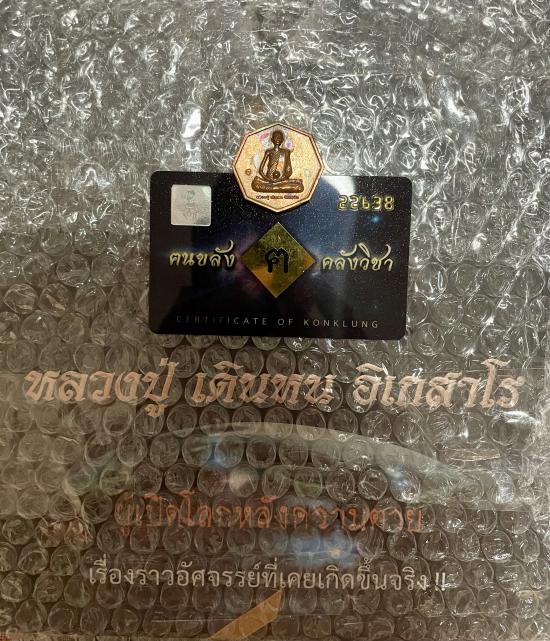 22638
คนขลัง ฅ คลังวิชา
CERTIFICATE OF KONKLUNG
หลวงปู่ เดินหน อิเกสาโร
ผู้เปิดโลกหลังความตาย
เรื่องราวอัศจรรย์ที่เคยเกิดขึ้นจริง !!